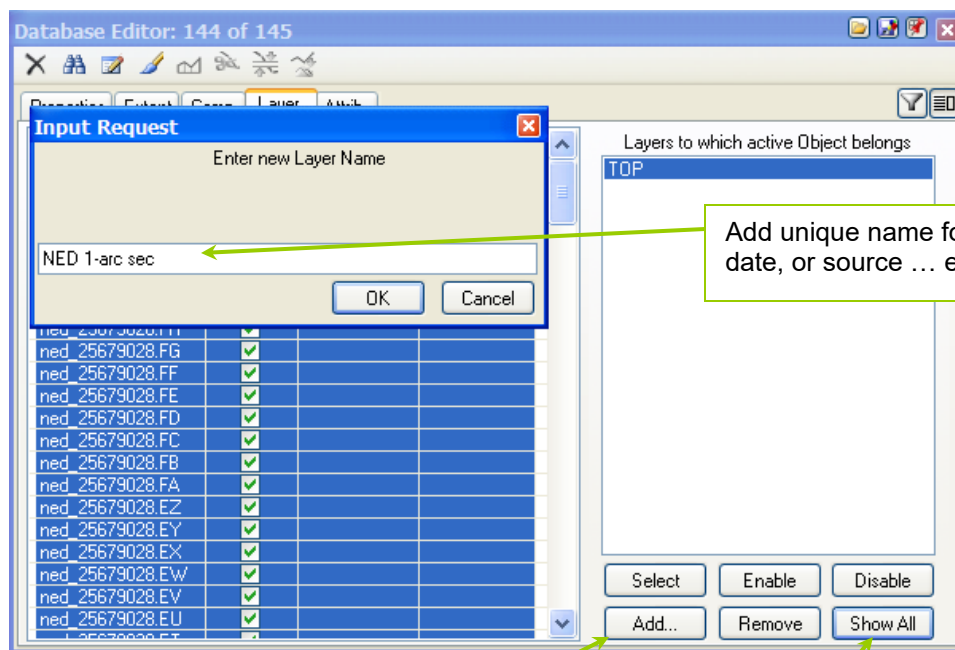 Database Editor: 144 of 145
Layer
Input Request
Enter new Layer Name
NED 1-arc sec
OK Cancel
ned_25679028.FG
ned_25679028.FF
ned_25679028.FE
ned_25679028.FD
ned_25679028.FC
ned_25679028.FB
ned_25679028.FA
ned_25679028.EZ
ned_25679028.EY
ned_25679028.EX
ned_25679028.EW
ned_25679028.EV
ned_25679028.EU
Layers to which active Object belongs
TOP
Add unique name fo
date, or source … e
Select Enable Disable
Add... Remove Show All